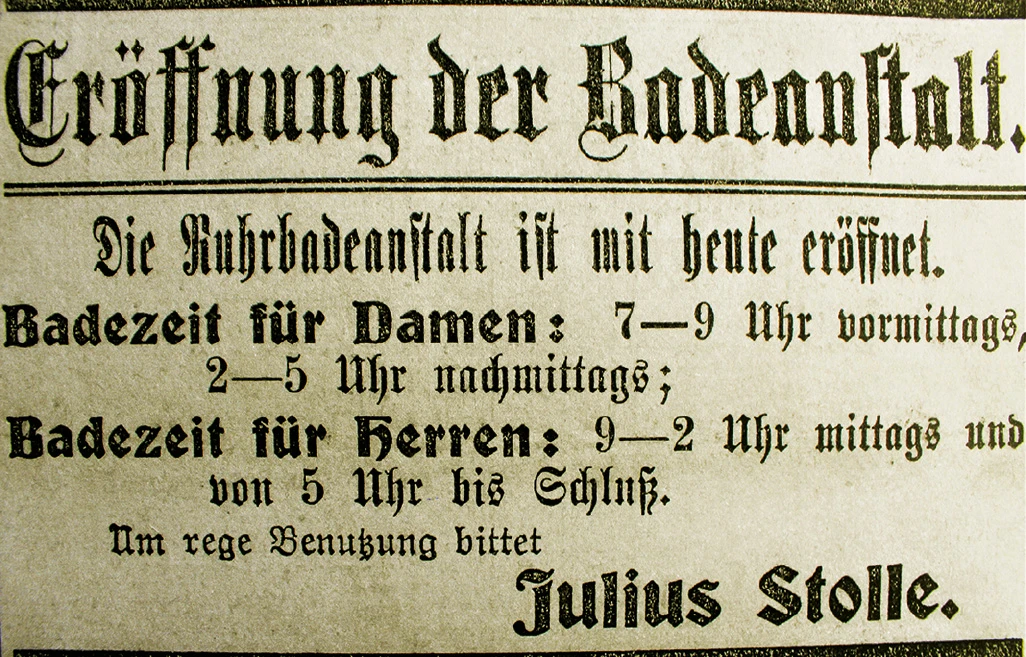 Eröffnung der Badeanstalt.
Die Ruhrbadeanstalt ist mit heute eröffnet.
Badezeit für Damen: 7—9 Uhr vormittags,
2—5 Uhr nachmittags;
Badezeit für Herren: 9—2 Uhr mittags und
von 5 Uhr bis Schluß.
Um rege Benutzung bittet
Julius Stolle.